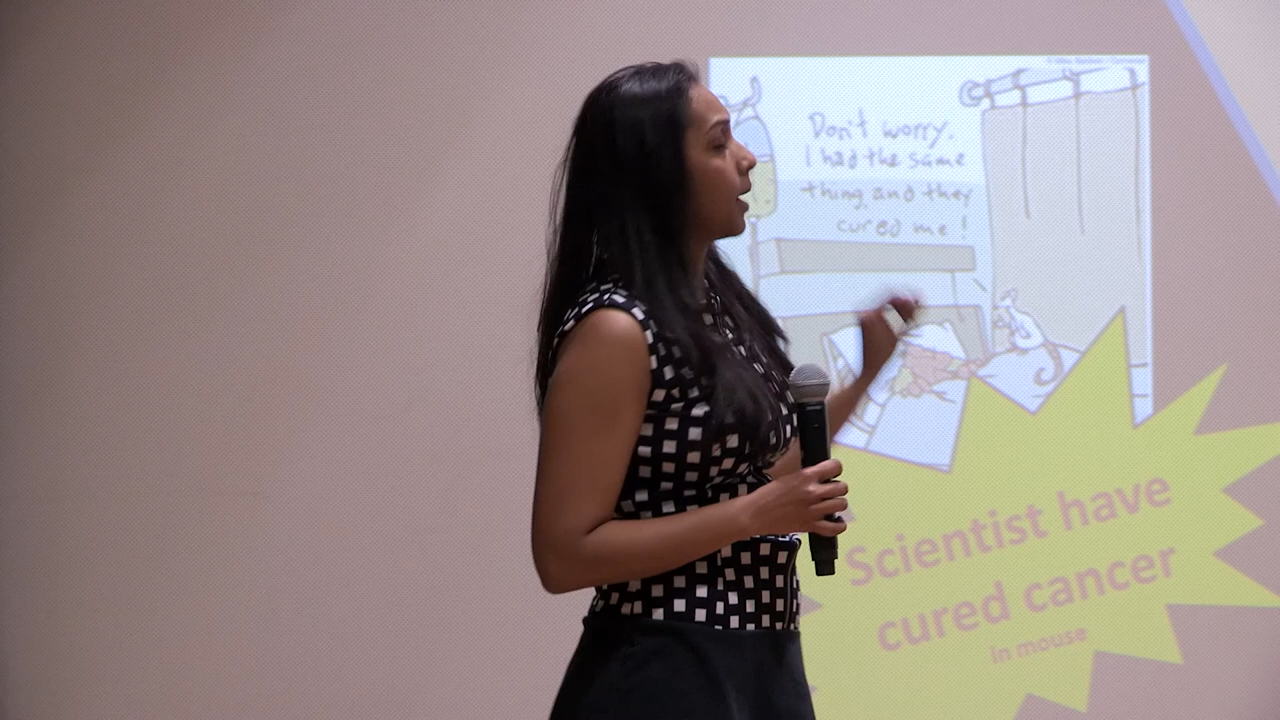 Don't worry.
I had the same
thing and they
cured me!
Scientist have
cured cancer
In mouse